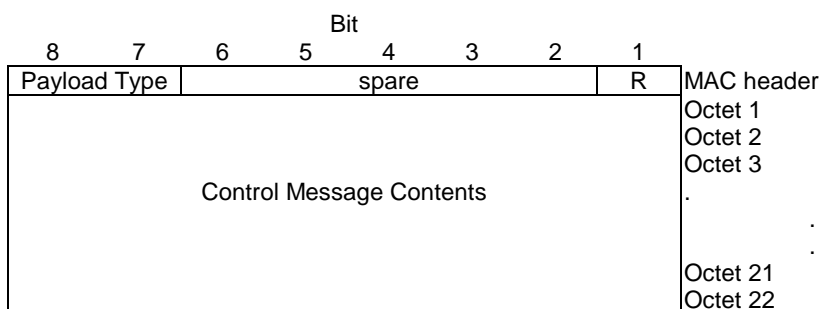 Bit
8 7 6 5 4 3 2 1
Payload Type spare R MAC header
Octet 1
Octet 2
Octet 3
Control Message Contents .
.
.
Octet 21
Octet 22